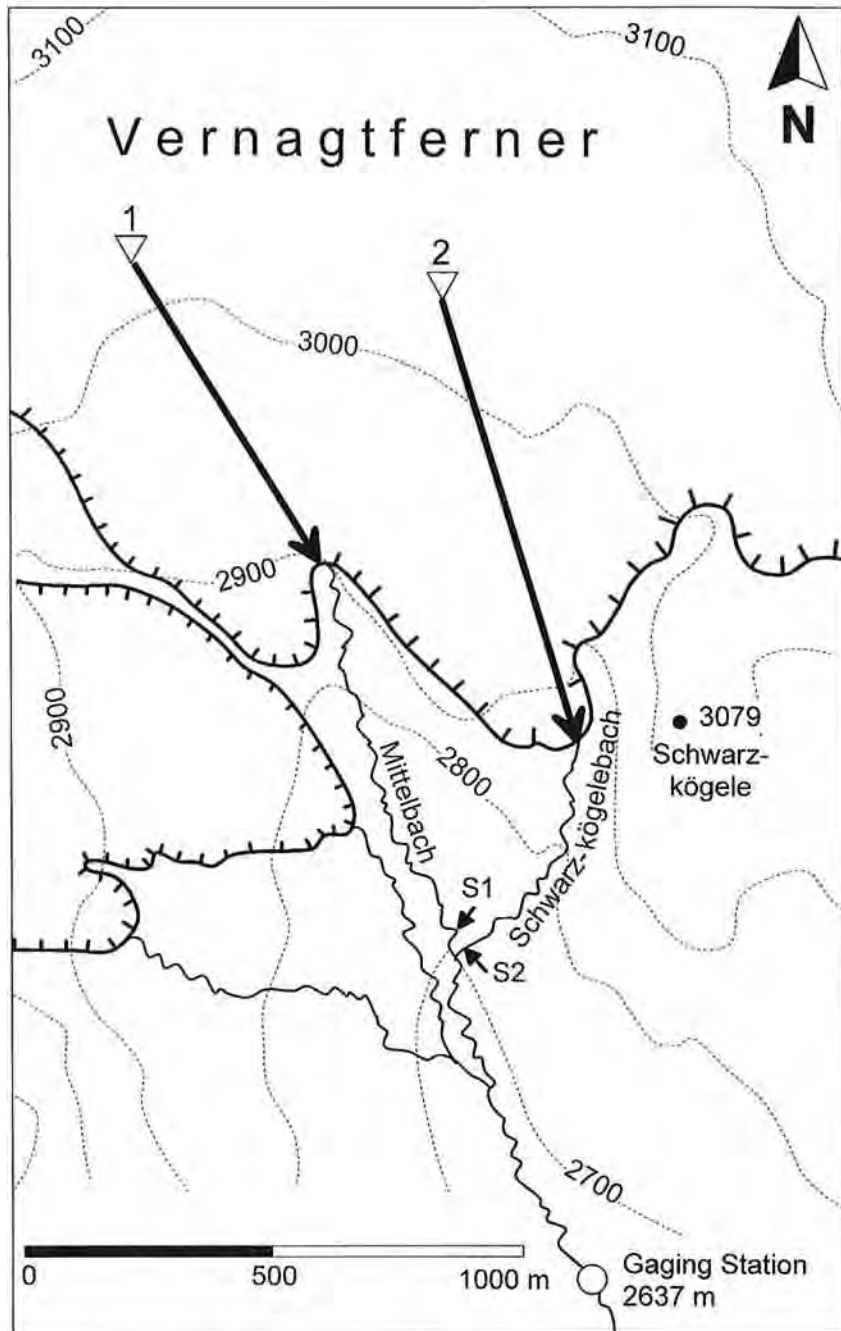 3100
3100
N
Vernagtferner
1
2
3000
2900
2900
3079
Schwarz-
kögele
Mittelbach
2800
Schwarz-kögelebach
S1
S2
2700
0
500
1000 m
Gaging Station
2637 m